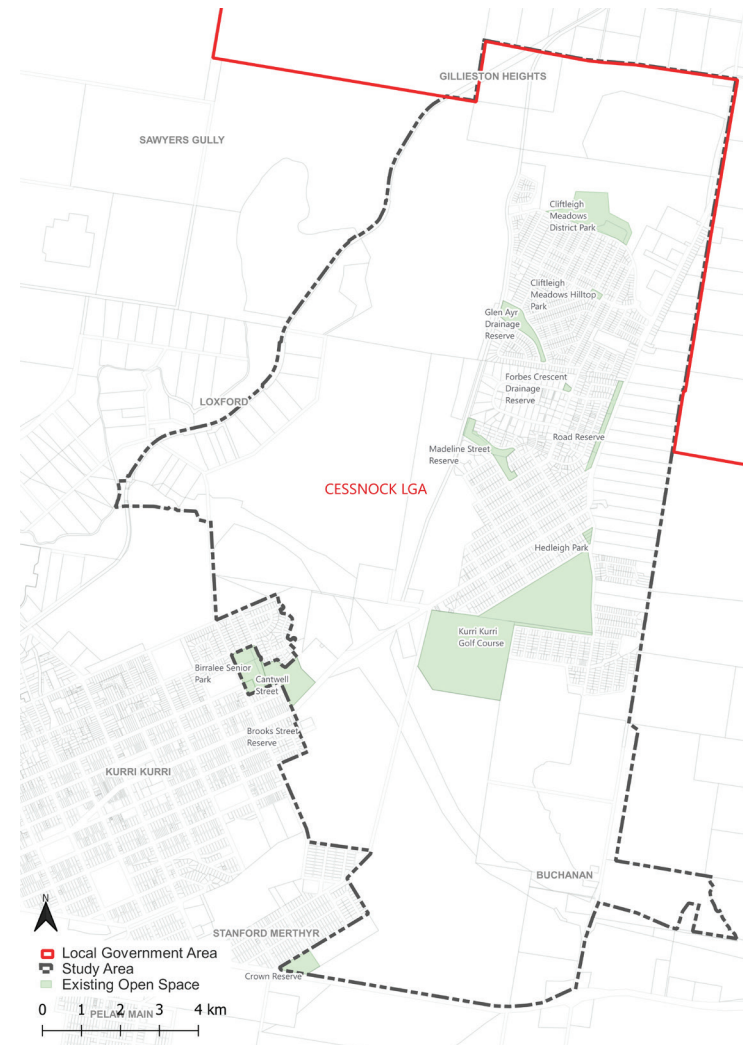 GILLIESTON HEIGHTS
SAWYERS GULLY
Cliftleigh
Meadows
District Park
Cliftleigh
Meadows Hilltop
Park
Glen Ayr
Drainage
Reserve
Forbes Crescent
Drainage
Reserve
LOXFORD
Road Reserve
Madeline Street
Reserve
CESSNOCK LGA
Hedleigh Park
Kurri Kurri
Golf Course
Birralee Senior
Park
Cantwell
Street
Brooks Street
Reserve
KURRI KURRI
BUCHANAN
N
STANFORD MERTHYR
Local Government Area
Study Area
Existing Open Space
Crown Reserve
0 1 2 3 4 km
PELAW MAIN